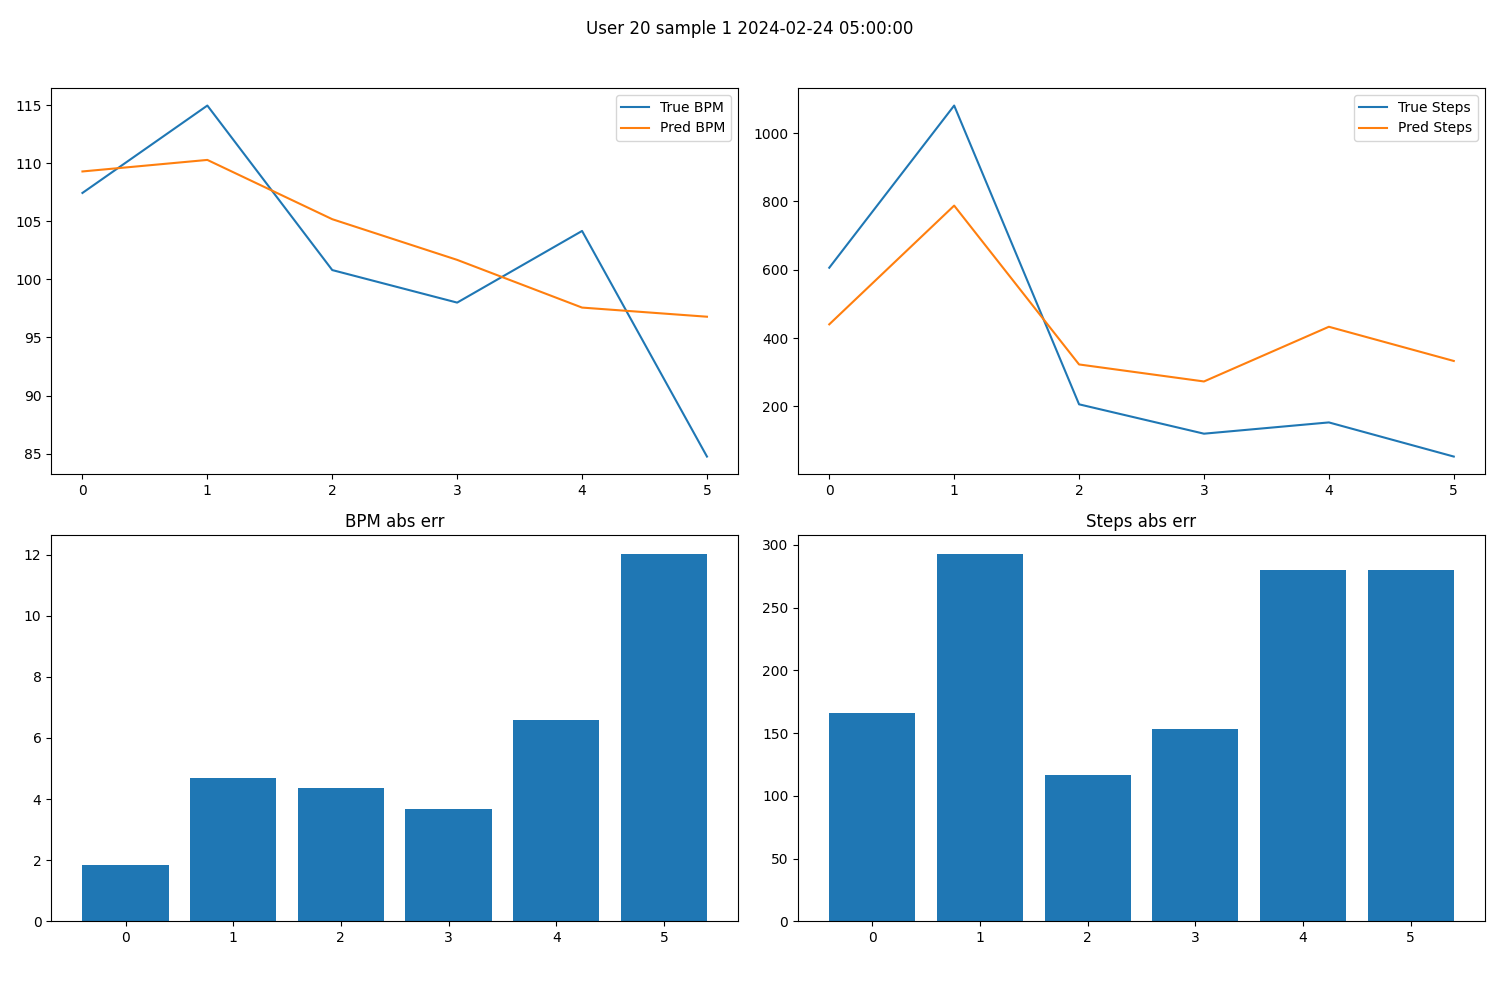 User 20 sample 1 2024-02-24 05:00:00
True BPM
Pred BPM
115
110
105
100
95
90
85
0 1 2 3 4 5
True Steps
Pred Steps
1000
800
600
400
200
0 1 2 3 4 5
BPM abs err
12
10
8
6
4
2
0
0 1 2 3 4 5
Steps abs err
300
250
200
150
100
50
0
0 1 2 3 4 5